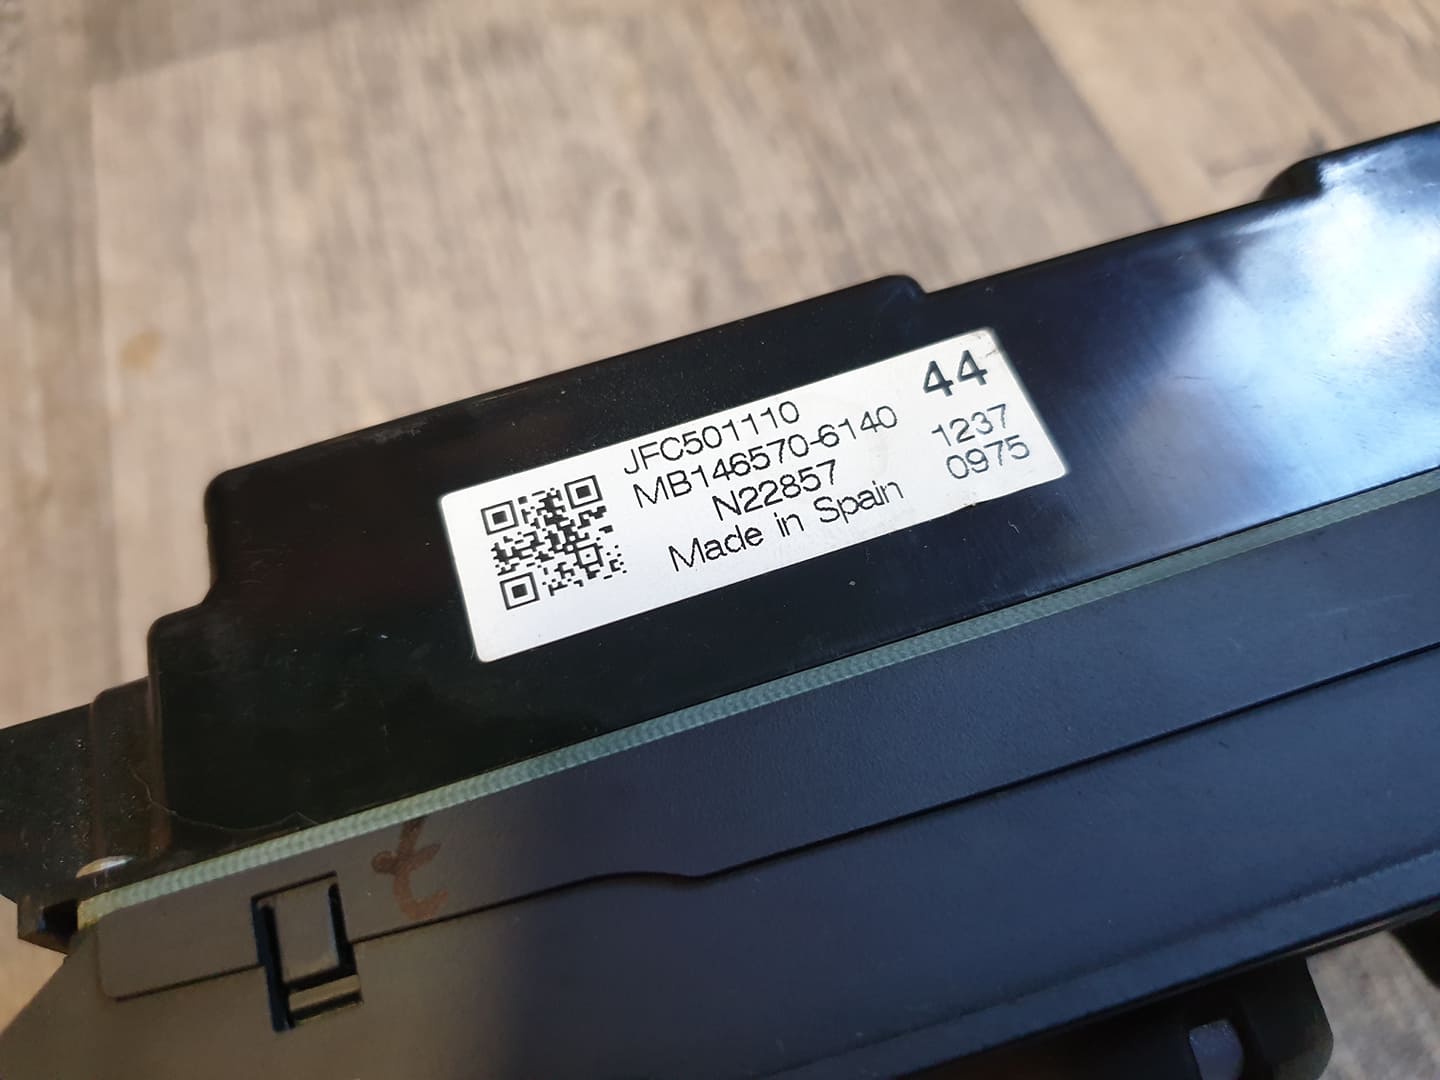 JFC501110
MB146570-6140
N22857
Made in Spain
44
1237
0975
t